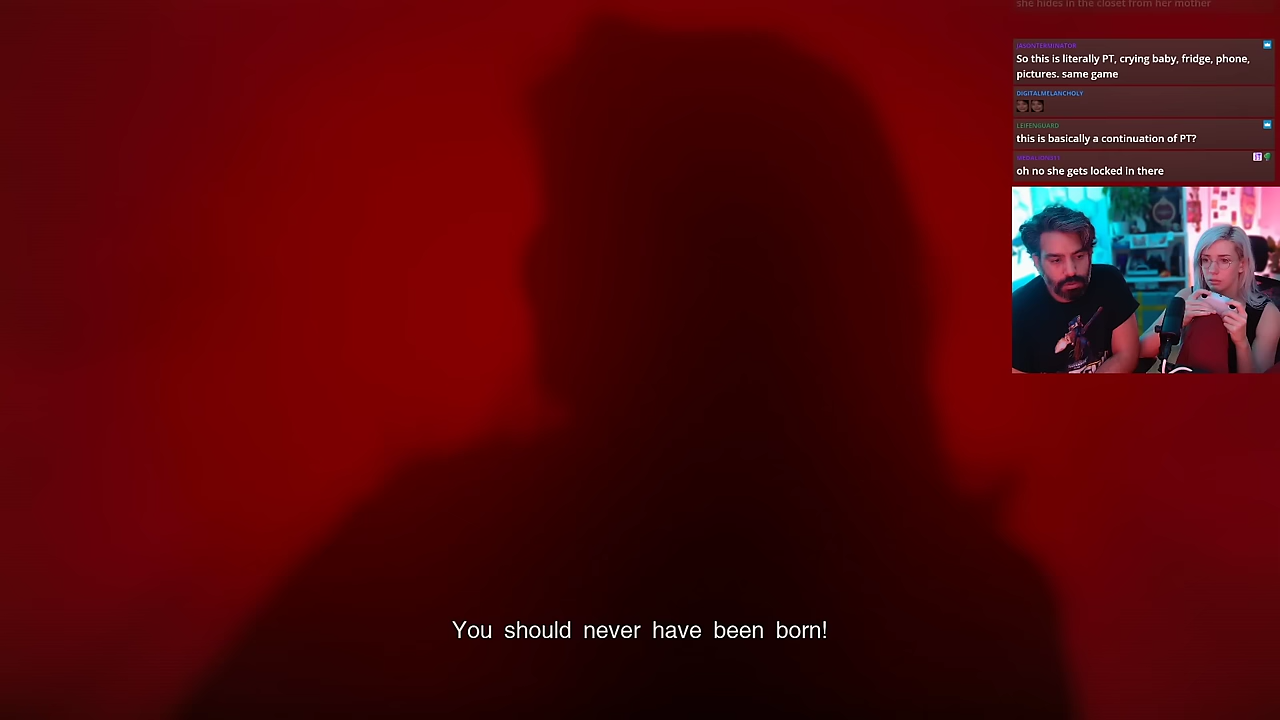 she hides in the closet from her mother
JASONTERMINATOR
So this is literally PT, crying baby, fridge, phone,
pictures. same game
DIGITALMELANCHOLY
LEIFENGUARD
this is basically a continuation of PT?
oh no she gets locked in there
You should never have been born!